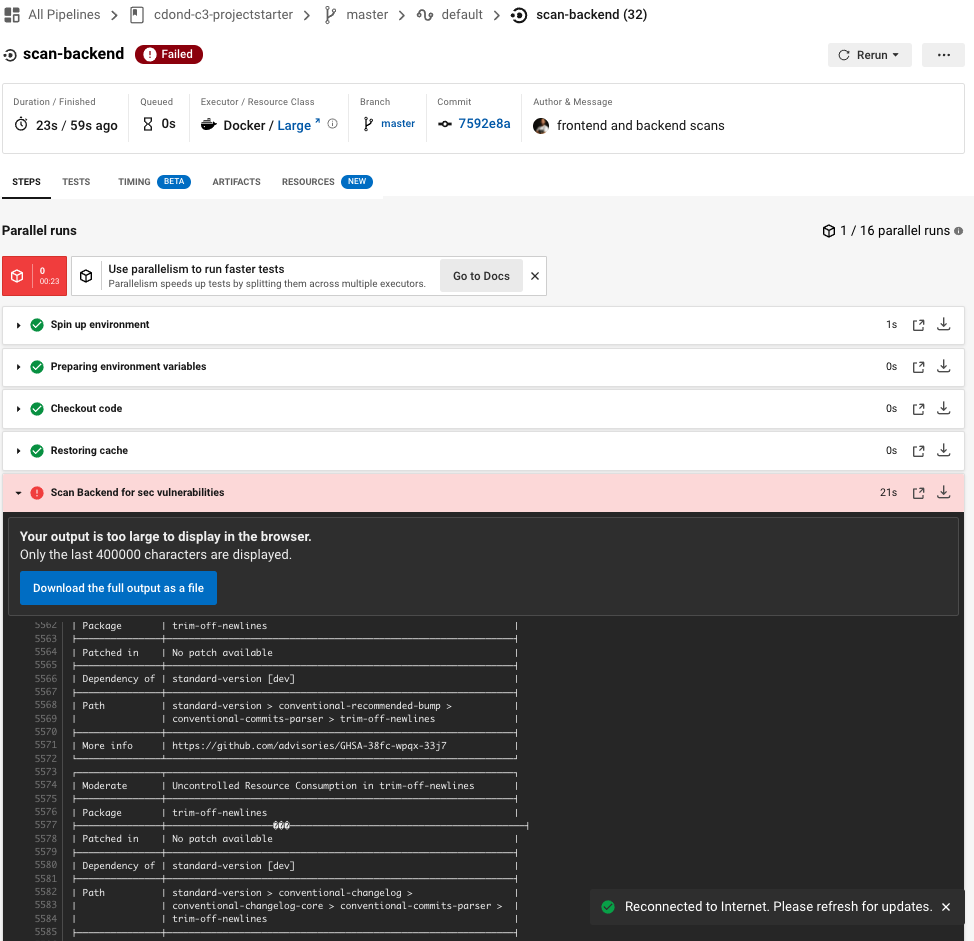 All Pipelines > cdond-c3-projectstarter > master > default > scan-backend (32)
scan-backend Failed Rerun ...
Duration / Finished Queued Executor / Resource Class Branch Commit Author & Message
23s / 59s ago 0s Docker / Large master 7592e8a frontend and backend scans
STEPS TESTS TIMING BETA ARTIFACTS RESOURCES NEW
Parallel runs 1 / 16 parallel runs
0
00:23
Use parallelism to run faster tests
Parallelism speeds up tests by splitting them across multiple executors.
Go to Docs
Spin up environment 1s
Preparing environment variables 0s
Checkout code 0s
Restoring cache 0s
Scan Backend for sec vulnerabilities 21s
Your output is too large to display in the browser.
Only the last 400000 characters are displayed.
Download the full output as a file
5562 | Package | trim-off-newlines |
5563
5564 | Patched in | No patch available |
5565
5566 | Dependency of | standard-version [dev] |
5567
5568 | Path | standard-version > conventional-recommended-bump > |
5569 | | conventional-commits-parser > trim-off-newlines |
5570
5571 | More info | https://github.com/advisories/GHSA-38fc-wpqx-33j7 |
5572
5573
5574 | Moderate | Uncontrolled Resource Consumption in trim-off-newlines |
5575
5576 | Package | trim-off-newlines |
5577 ���
5578 | Patched in | No patch available |
5579
5580 | Dependency of | standard-version [dev] |
5581
5582 | Path | standard-version > conventional-changelog > |
5583 | | conventional-changelog-core > conventional-commits-parser > |
5584 | | trim-off-newlines |
5585
Reconnected to Internet. Please refresh for updates.